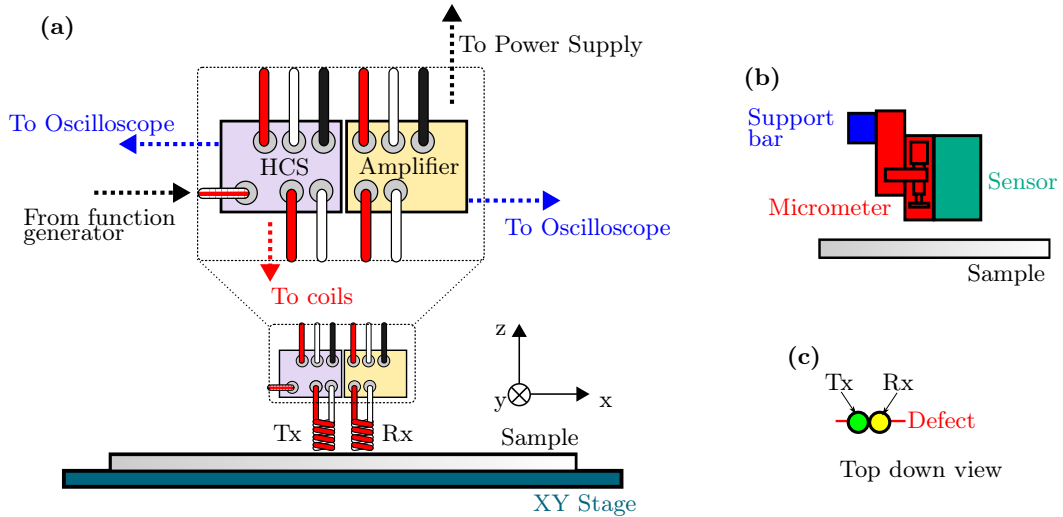 (a)
To Power Supply
To Oscilloscope
HCS
Amplifier
From function
generator
To Oscilloscope
To coils
z
y
x
Tx
Rx
Sample
XY Stage
(b)
Support
bar
Sensor
Micrometer
Sample
(c)
Tx
Rx
Defect
Top down view